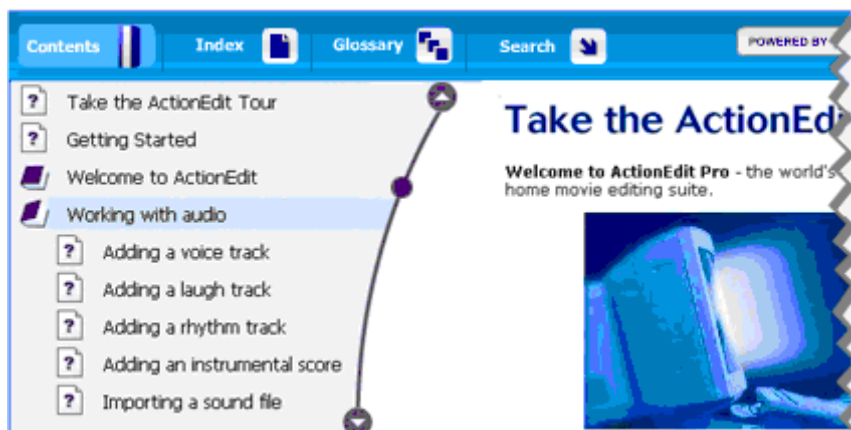 Contents Index Glossary Search POWERED BY
Take the ActionEdit Tour
Getting Started
Welcome to ActionEdit
Working with audio
Adding a voice track
Adding a laugh track
Adding a rhythm track
Adding an instrumental score
Importing a sound file
Take the ActionEd
Welcome to ActionEdit Pro - the world's
home movie editing suite.